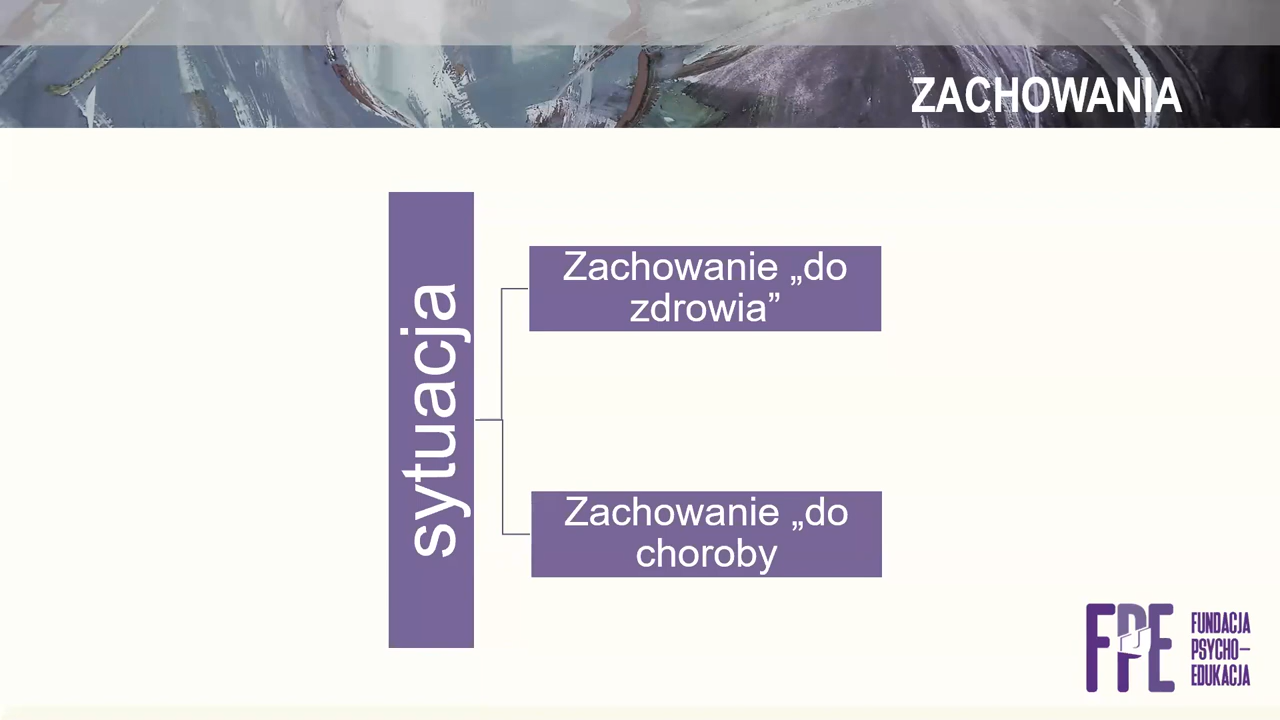 ZACHOWANIA
sytuacja
Zachowanie „do
zdrowia”
Zachowanie „do
choroby
FPE
FUNDACJA
PSYCHO—
EDUKACJA